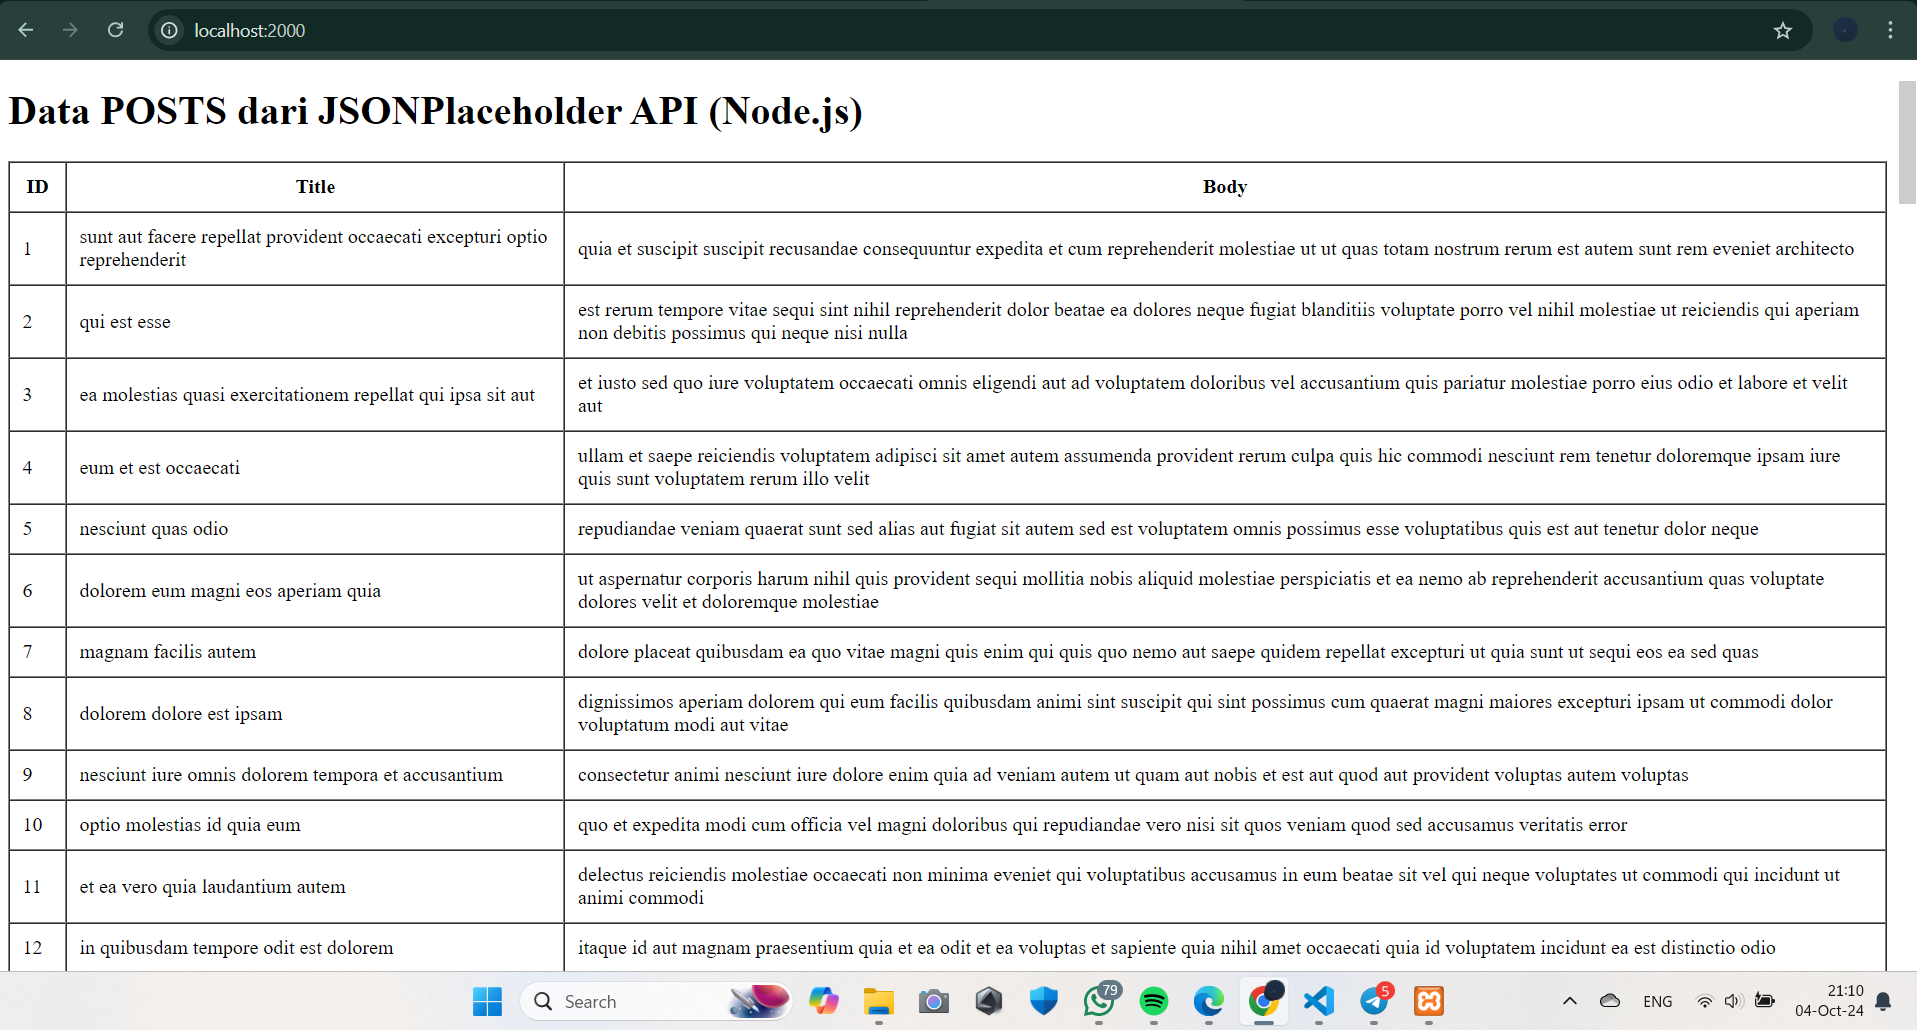 localhost:2000
Data POSTS dari JSONPlaceholder API (Node.js)
ID Title Body
1 sunt aut facere repellat provident occaecati excepturi optio reprehenderit quia et suscipit suscipit recusandae consequuntur expedita et cum reprehenderit molestiae ut ut quas totam nostrum rerum est autem sunt rem eveniet architecto
2 qui est esse est rerum tempore vitae sequi sint nihil reprehenderit dolor beatae ea dolores neque fugiat blanditiis voluptate porro vel nihil molestiae ut reiciendis qui aperiam
non debitis possimus qui neque nisi nulla
3 ea molestias quasi exercitationem repellat qui ipsa sit aut et iusto sed quo iure voluptatem occaecati omnis eligendi aut ad voluptatem doloribus vel accusantium quis pariatur molestiae porro eius odio et labore et velit
aut
4 eum et est occaecati ullam et saepe reiciendis voluptatem adipisci sit amet autem assumenda provident rerum culpa quis hic commodi nesciunt rem tenetur doloremque ipsam iure
quis sunt voluptatem rerum illo velit
5 nesciunt quas odio repudiandae veniam quaerat sunt sed alias aut fugiat sit autem sed est voluptatem omnis possimus esse voluptatibus quis est aut tenetur dolor neque
6 dolorem eum magni eos aperiam quia ut aspernatur corporis harum nihil quis provident sequi mollitia nobis aliquid molestiae perspiciatis et ea nemo ab reprehenderit accusantium quas voluptate
dolores velit et doloremque molestiae
7 magnam facilis autem dolore placeat quibusdam ea quo vitae magni quis enim qui quis quo nemo aut saepe quidem repellat excepturi ut quia sunt ut sequi eos ea sed quas
8 dolorem dolore est ipsam dignissimos aperiam dolorem qui eum facilis quibusdam animi sint suscipit qui sint possimus cum quaerat magni maiores excepturi ipsam ut commodi dolor
voluptatum modi aut vitae
9 nesciunt iure omnis dolorem tempora et accusantium consectetur animi nesciunt iure dolore enim quia ad veniam autem ut quam aut nobis et est aut quod aut provident voluptas autem voluptas
10 optio molestias id quia eum quo et expedita modi cum officia vel magni doloribus qui repudiandae vero nisi sit quos veniam quod sed accusamus veritatis error
11 et ea vero quia laudantium autem delectus reiciendis molestiae occaecati non minima eveniet qui voluptatibus accusamus in eum beatae sit vel qui neque voluptates ut commodi qui incidunt ut
animi commodi
12 in quibusdam tempore odit est dolorem itaque id aut magnam praesentium quia et ea odit et ea voluptas et sapiente quia nihil amet occaecati quia id voluptatem incidunt ea est distinctio odio
Search 79 5 ENG 21:10
04-Oct-24